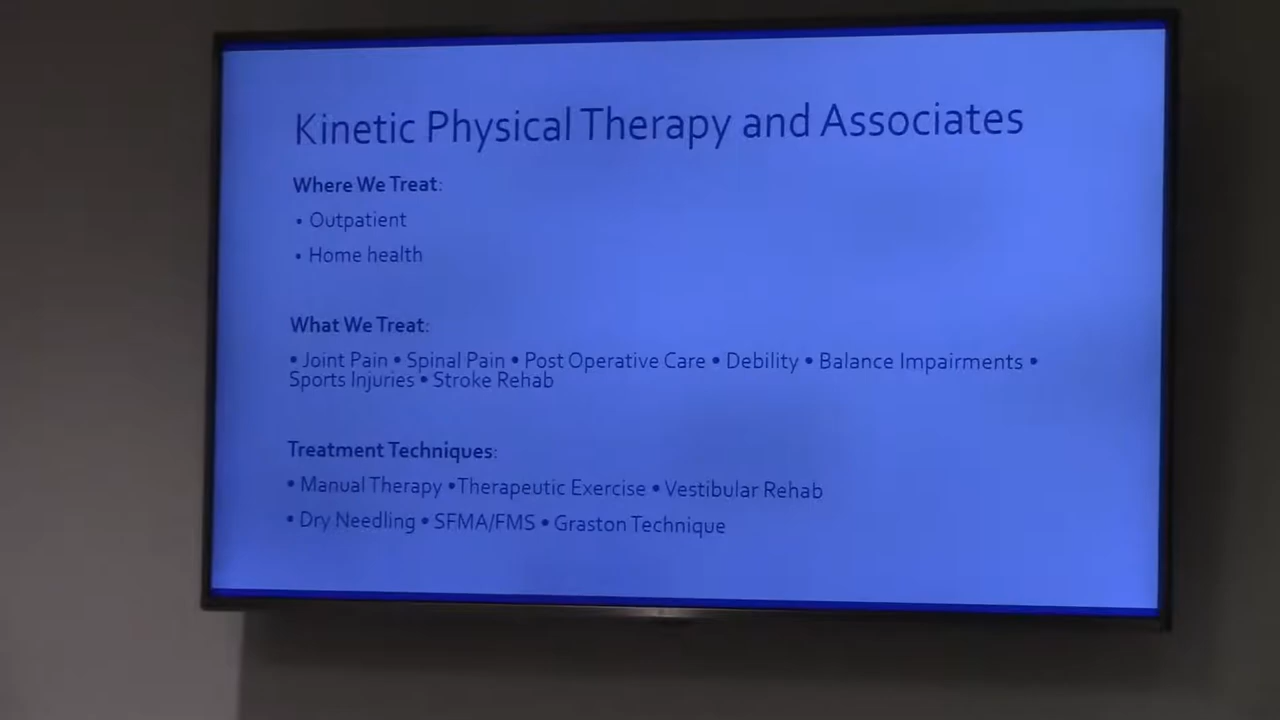 Kinetic Physical Therapy and Associates
Where We Treat:
▪ Outpatient
▪ Home health
What We Treat:
• Joint Pain • Spinal Pain • Post Operative Care • Debility • Balance Impairments •
Sports Injuries • Stroke Rehab
Treatment Techniques:
• Manual Therapy •Therapeutic Exercise • Vestibular Rehab
• Dry Needling • SFMA/FMS • Graston Technique